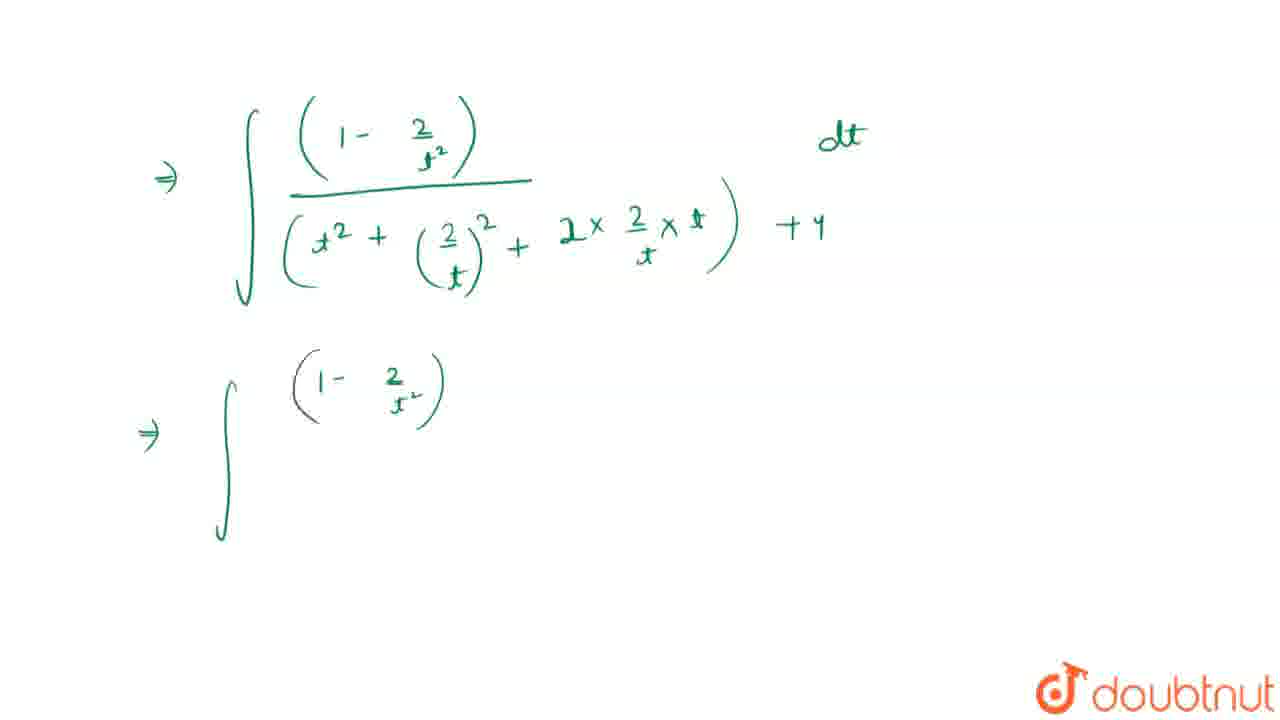 ⇒ ∫ (1 - 2/t²) / (t² + (2/t)² + 2 × 2/t × t) + 4 dt
⇒ ∫ (1 - 2/t²)
doubtnut